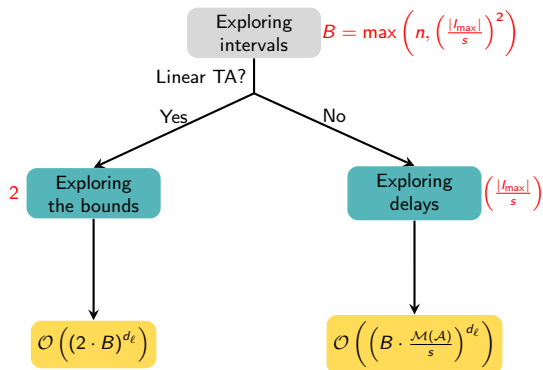 Exploring
intervals
B = max(n, (|I_max|/s)^2)
Linear TA?
Yes
No
2
Exploring
the bounds
Exploring
delays
(|I_max|/s)
𝒪((2 · B)^{d_ℓ})
𝒪((B · ℳ(𝒜)/s)^{d_ℓ})